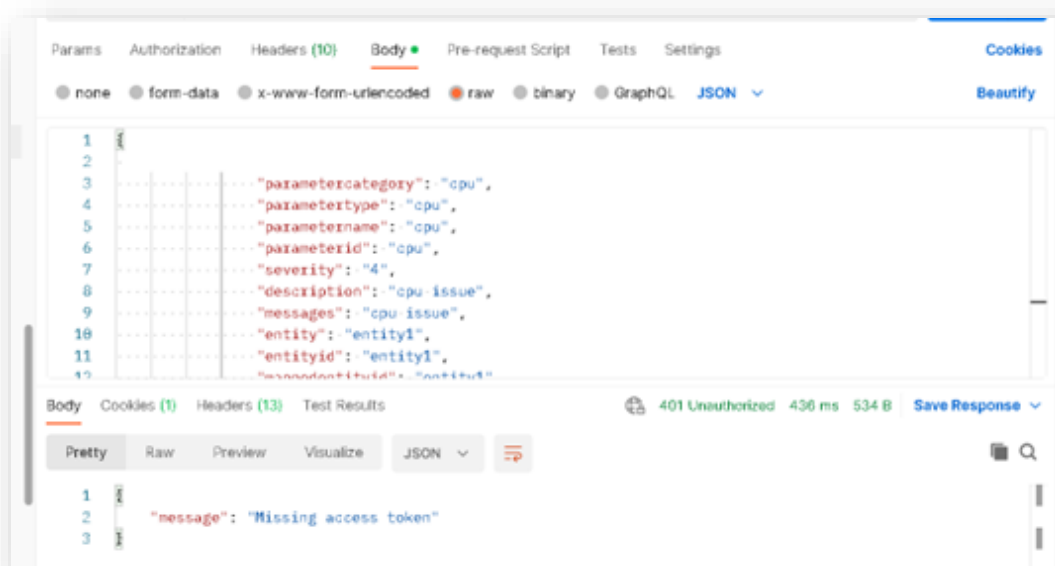 Params Authorization Headers (10) Body Pre-request Script Tests Settings Cookies
none form-data x-www-form-urlencoded raw binary GraphQL JSON Beautify
1 {
2
3 "parametercategory": "cpu",
4 "parametertype": "cpu",
5 "parametername": "cpu",
6 "parameterid": "cpu",
7 "severity": "4",
8 "description": "cpu issue",
9 "messages": "cpu issue",
10 "entity": "entity1",
11 "entityid": "entity1",
12 "mappedentityid": "entity1"
Body Cookies (1) Headers (13) Test Results 401 Unauthorized 436 ms 534 B Save Response
Pretty Raw Preview Visualize JSON
1 {
2 "message": "Missing access token"
3 }